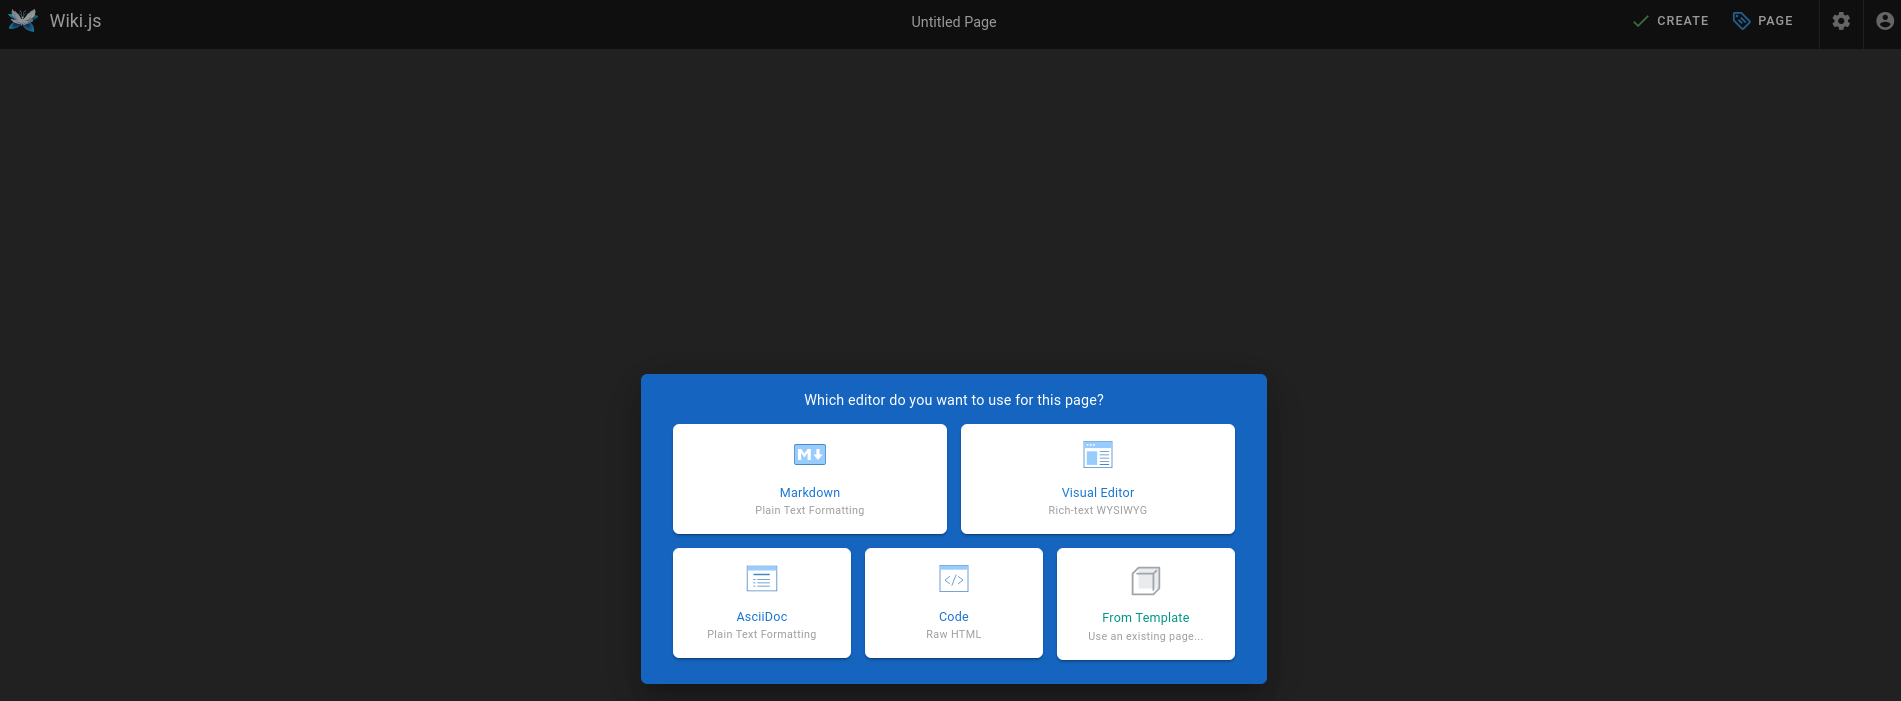 Wiki.js
Untitled Page
CREATE
PAGE
Which editor do you want to use for this page?
M
Markdown
Plain Text Formatting
Visual Editor
Rich-text WYSIWYG
AsciiDoc
Plain Text Formatting
</>
Code
Raw HTML
From Template
Use an existing page...